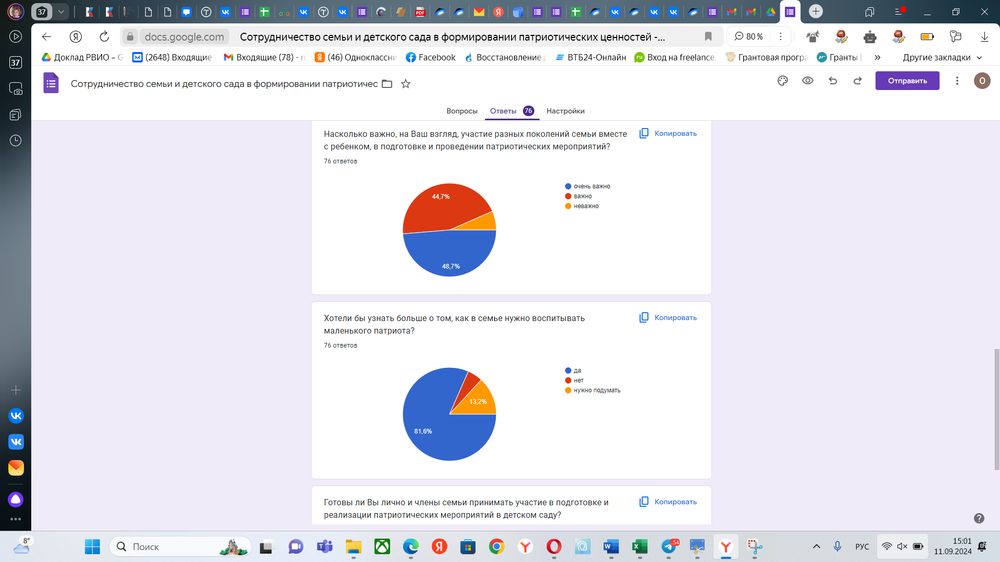 37
docs.google.com
Сотрудничество семьи и детского сада в формировании патриотических ценностей -...
80 %
Доклад РВИО – G
(2648) Входящие
Входящие (78) - ru
(46) Одноклассни
Facebook
Восстановление д
ВТБ24-Онлайн
Вход на freelance.
Грантовая програ
Гранты |
»
Другие закладки
37
Сотрудничество семьи и детского сада в формировании патриотичес
Отправить
О
Вопросы
Ответы 76
Настройки
Насколько важно, на Ваш взгляд, участие разных поколений семьи вместе
с ребенком, в подготовке и проведении патриотических мероприятий?
Копировать
76 ответов
44,7%
48,7%
очень важно
важно
неважно
Хотели бы узнать больше о том, как в семье нужно воспитывать
маленького патриота?
Копировать
76 ответов
13,2%
81,6%
да
нет
нужно подумать
Готовы ли Вы лично и члены семьи принимать участие в подготовке и
реализации патриотических мероприятий в детском саду?
Копировать
8°
Поиск
..54
РУС
15:01
11.09.2024